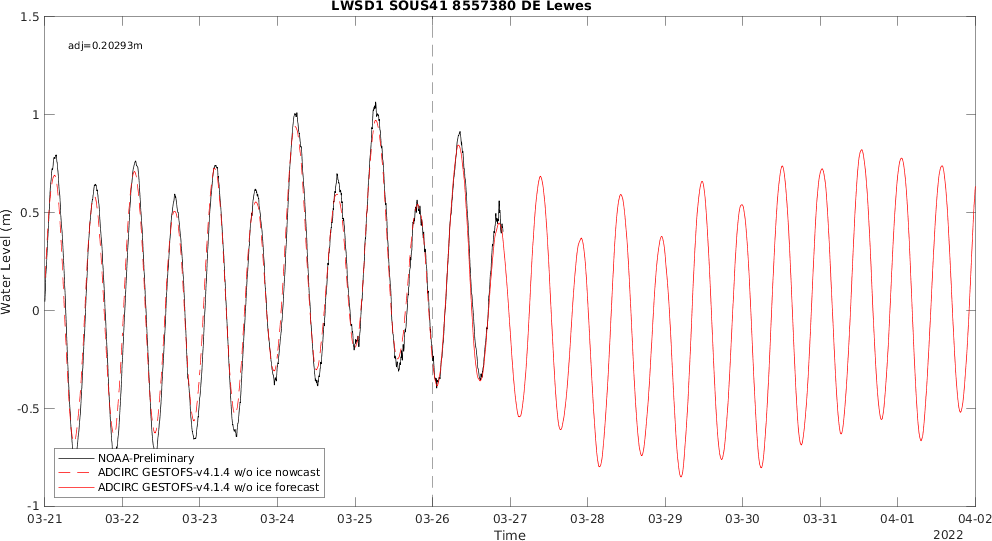 LWSD1 SOUS41 8557380 DE Lewes
adj=0.20293m
Water Level (m)
1.5
1
0.5
0
-0.5
-1
NOAA-Preliminary
ADCIRC GESTOFS-v4.1.4 w/o ice nowcast
ADCIRC GESTOFS-v4.1.4 w/o ice forecast
03-21 03-22 03-23 03-24 03-25 03-26 03-27 03-28 03-29 03-30 03-31 04-01 04-02
Time
2022